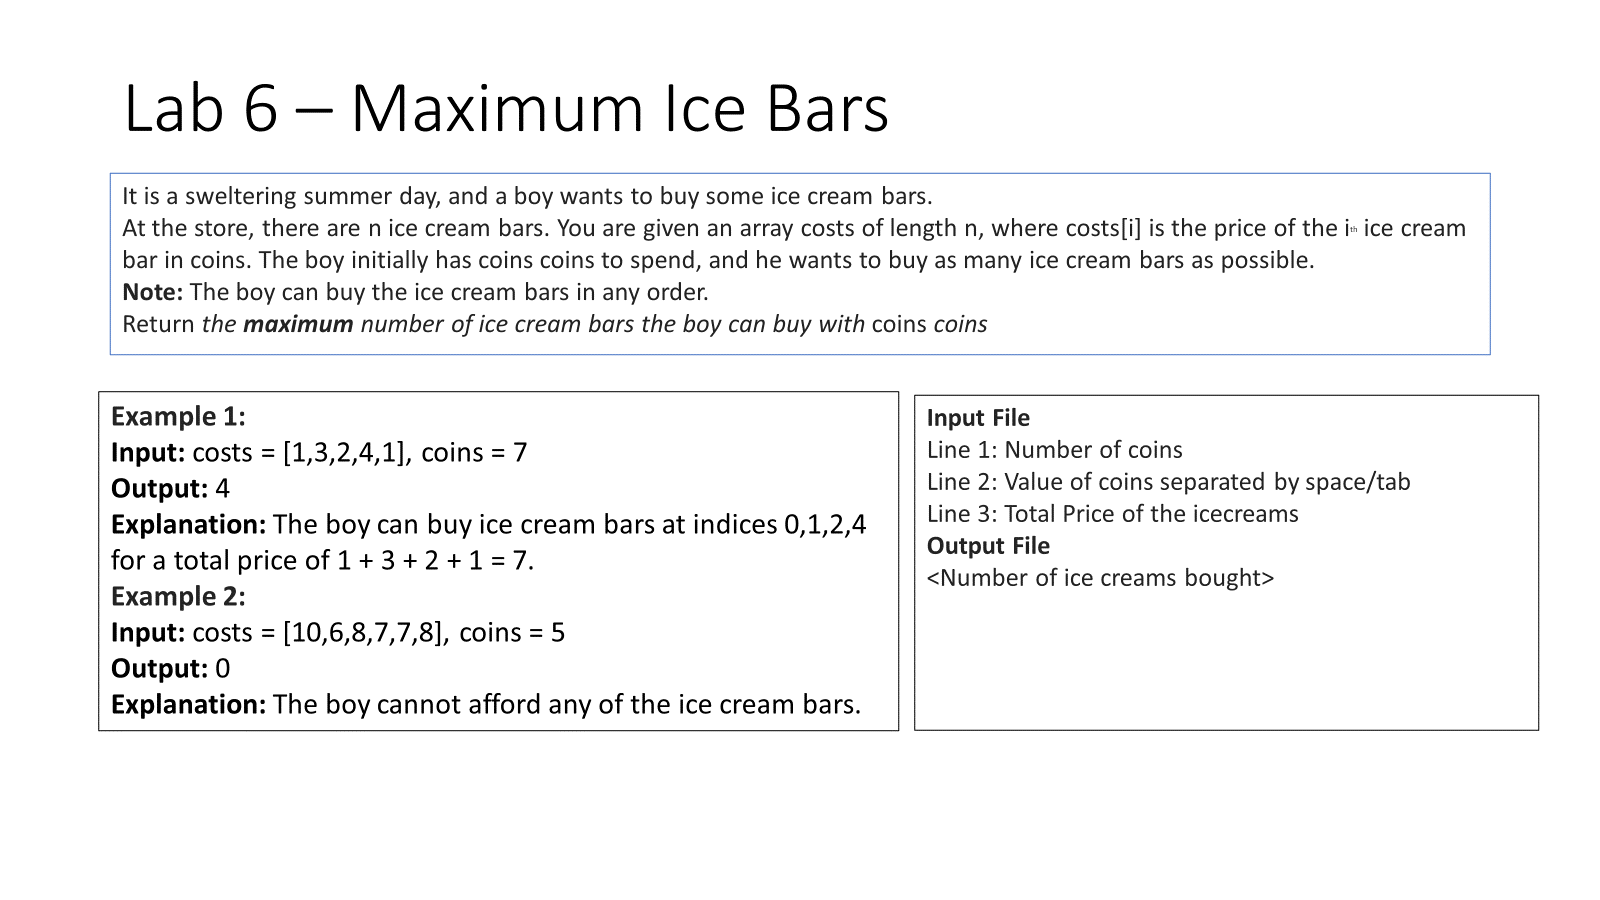 Lab 6 – Maximum Ice Bars
It is a sweltering summer day, and a boy wants to buy some ice cream bars.
At the store, there are n ice cream bars. You are given an array costs of length n, where costs[i] is the price of the ith ice cream
bar in coins. The boy initially has coins coins to spend, and he wants to buy as many ice cream bars as possible.
Note: The boy can buy the ice cream bars in any order.
Return the maximum number of ice cream bars the boy can buy with coins coins
Example 1:
Input: costs = [1,3,2,4,1], coins = 7
Output: 4
Explanation: The boy can buy ice cream bars at indices 0,1,2,4
for a total price of 1 + 3 + 2 + 1 = 7.
Example 2:
Input: costs = [10,6,8,7,7,8], coins = 5
Output: 0
Explanation: The boy cannot afford any of the ice cream bars.
Input File
Line 1: Number of coins
Line 2: Value of coins separated by space/tab
Line 3: Total Price of the icecreams
Output File
<Number of ice creams bought>